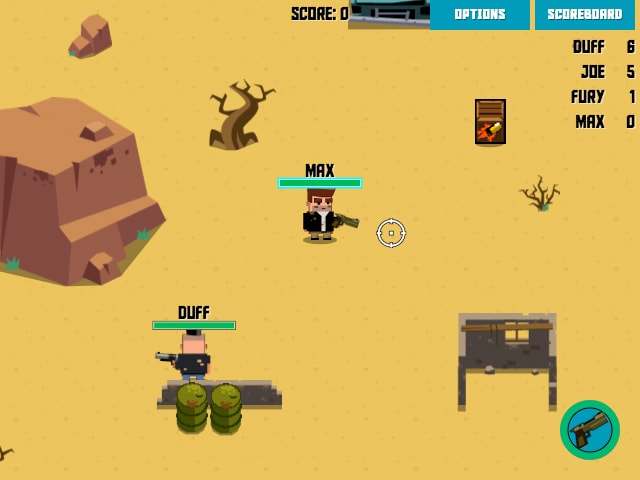 SCORE: 0
OPTIONS
SCOREBOARD
DUFF 6
JOE 5
FURY 1
MAX 0
MAX
DUFF